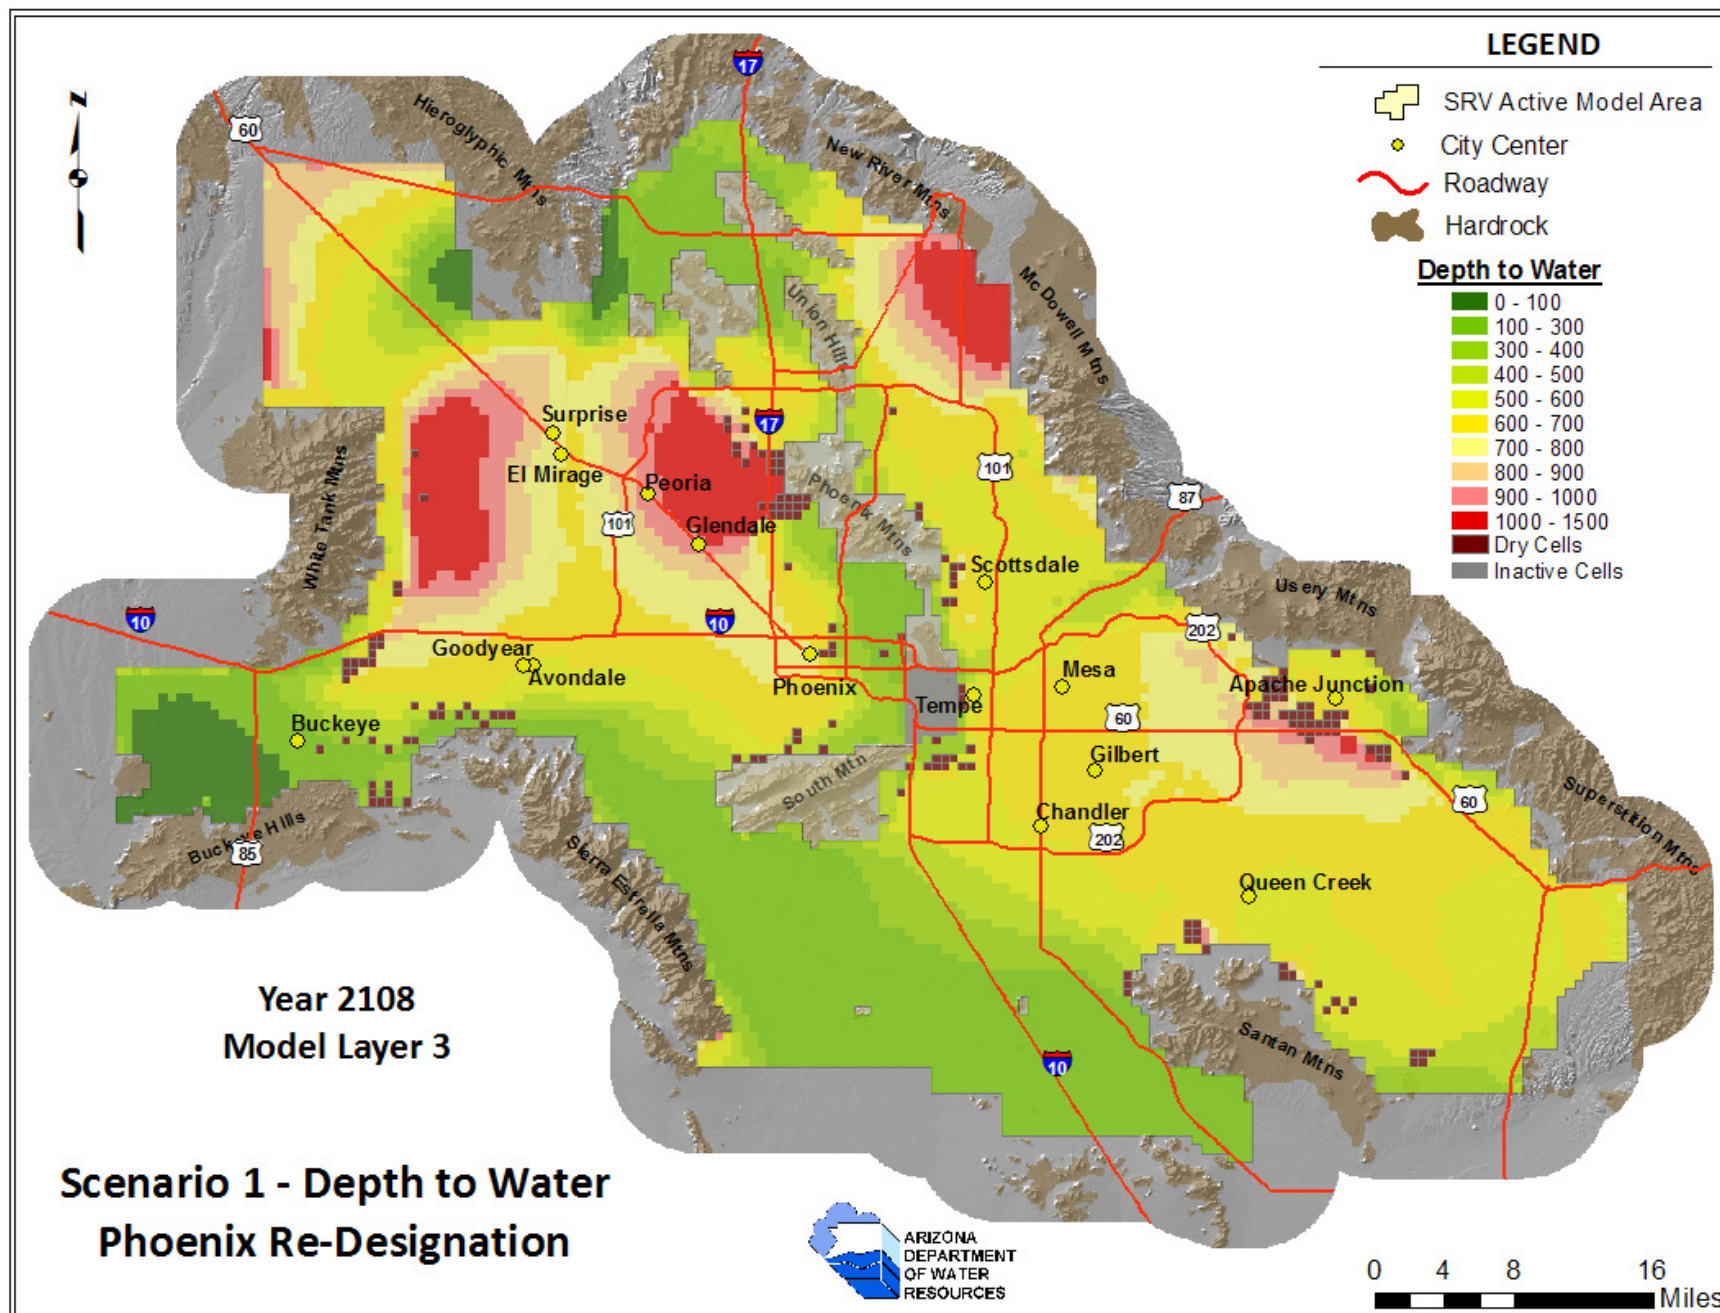 LEGEND
SRV Active Model Area
City Center
Roadway
Hardrock
Depth to Water
0 - 100
100 - 300
300 - 400
400 - 500
500 - 600
600 - 700
700 - 800
800 - 900
900 - 1000
1000 - 1500
Dry Cells
Inactive Cells
N
17
60
Hieroglyphic Mtns
New River Mtns
Mc Dowell Mtns
Union Hills
Surprise
17
El Mirage
101
Peoria
87
White Tank Mtns
Phoenix Mtns
101
Glendale
Scottsdale
Usery Mtns
10
10
202
Goodyear
Avondale
Mesa
Apache Junction
Phoenix
Tempe
60
Buckeye
Gilbert
South Mtn
60
Superstition Mtns
Chandler
202
Buckeye Hills
85
Sierra Estrella Mtns
Queen Creek
Year 2108
Model Layer 3
Santan Mtns
10
Scenario 1 - Depth to Water
Phoenix Re-Designation
ARIZONA
DEPARTMENT
OF WATER
RESOURCES
0 4 8 16
Miles